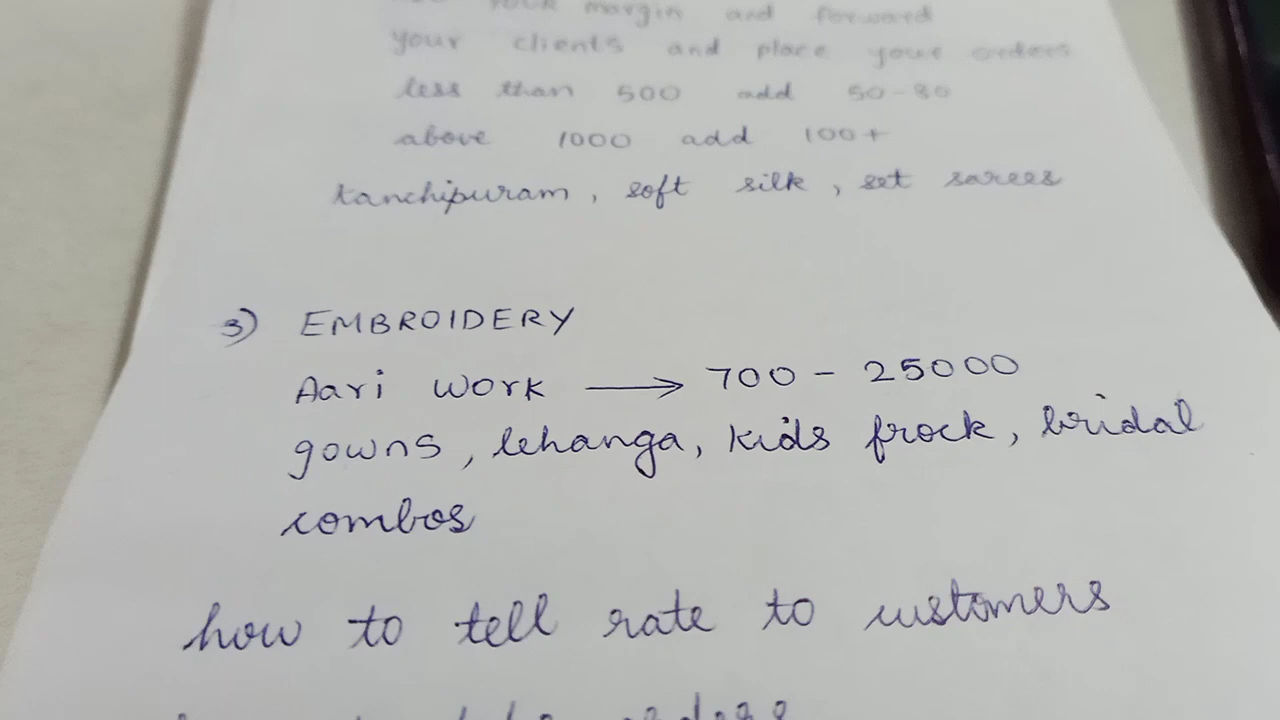 your margin and forward
your clients and place your orders
less than 500 add 50-80
above 1000 add 100+
Kanchipuram, soft silk, set sarees
3) EMBROIDERY
Aari work → 700 - 25000
gowns, lehanga, kids frock, bridal
combos
how to tell rate to customers